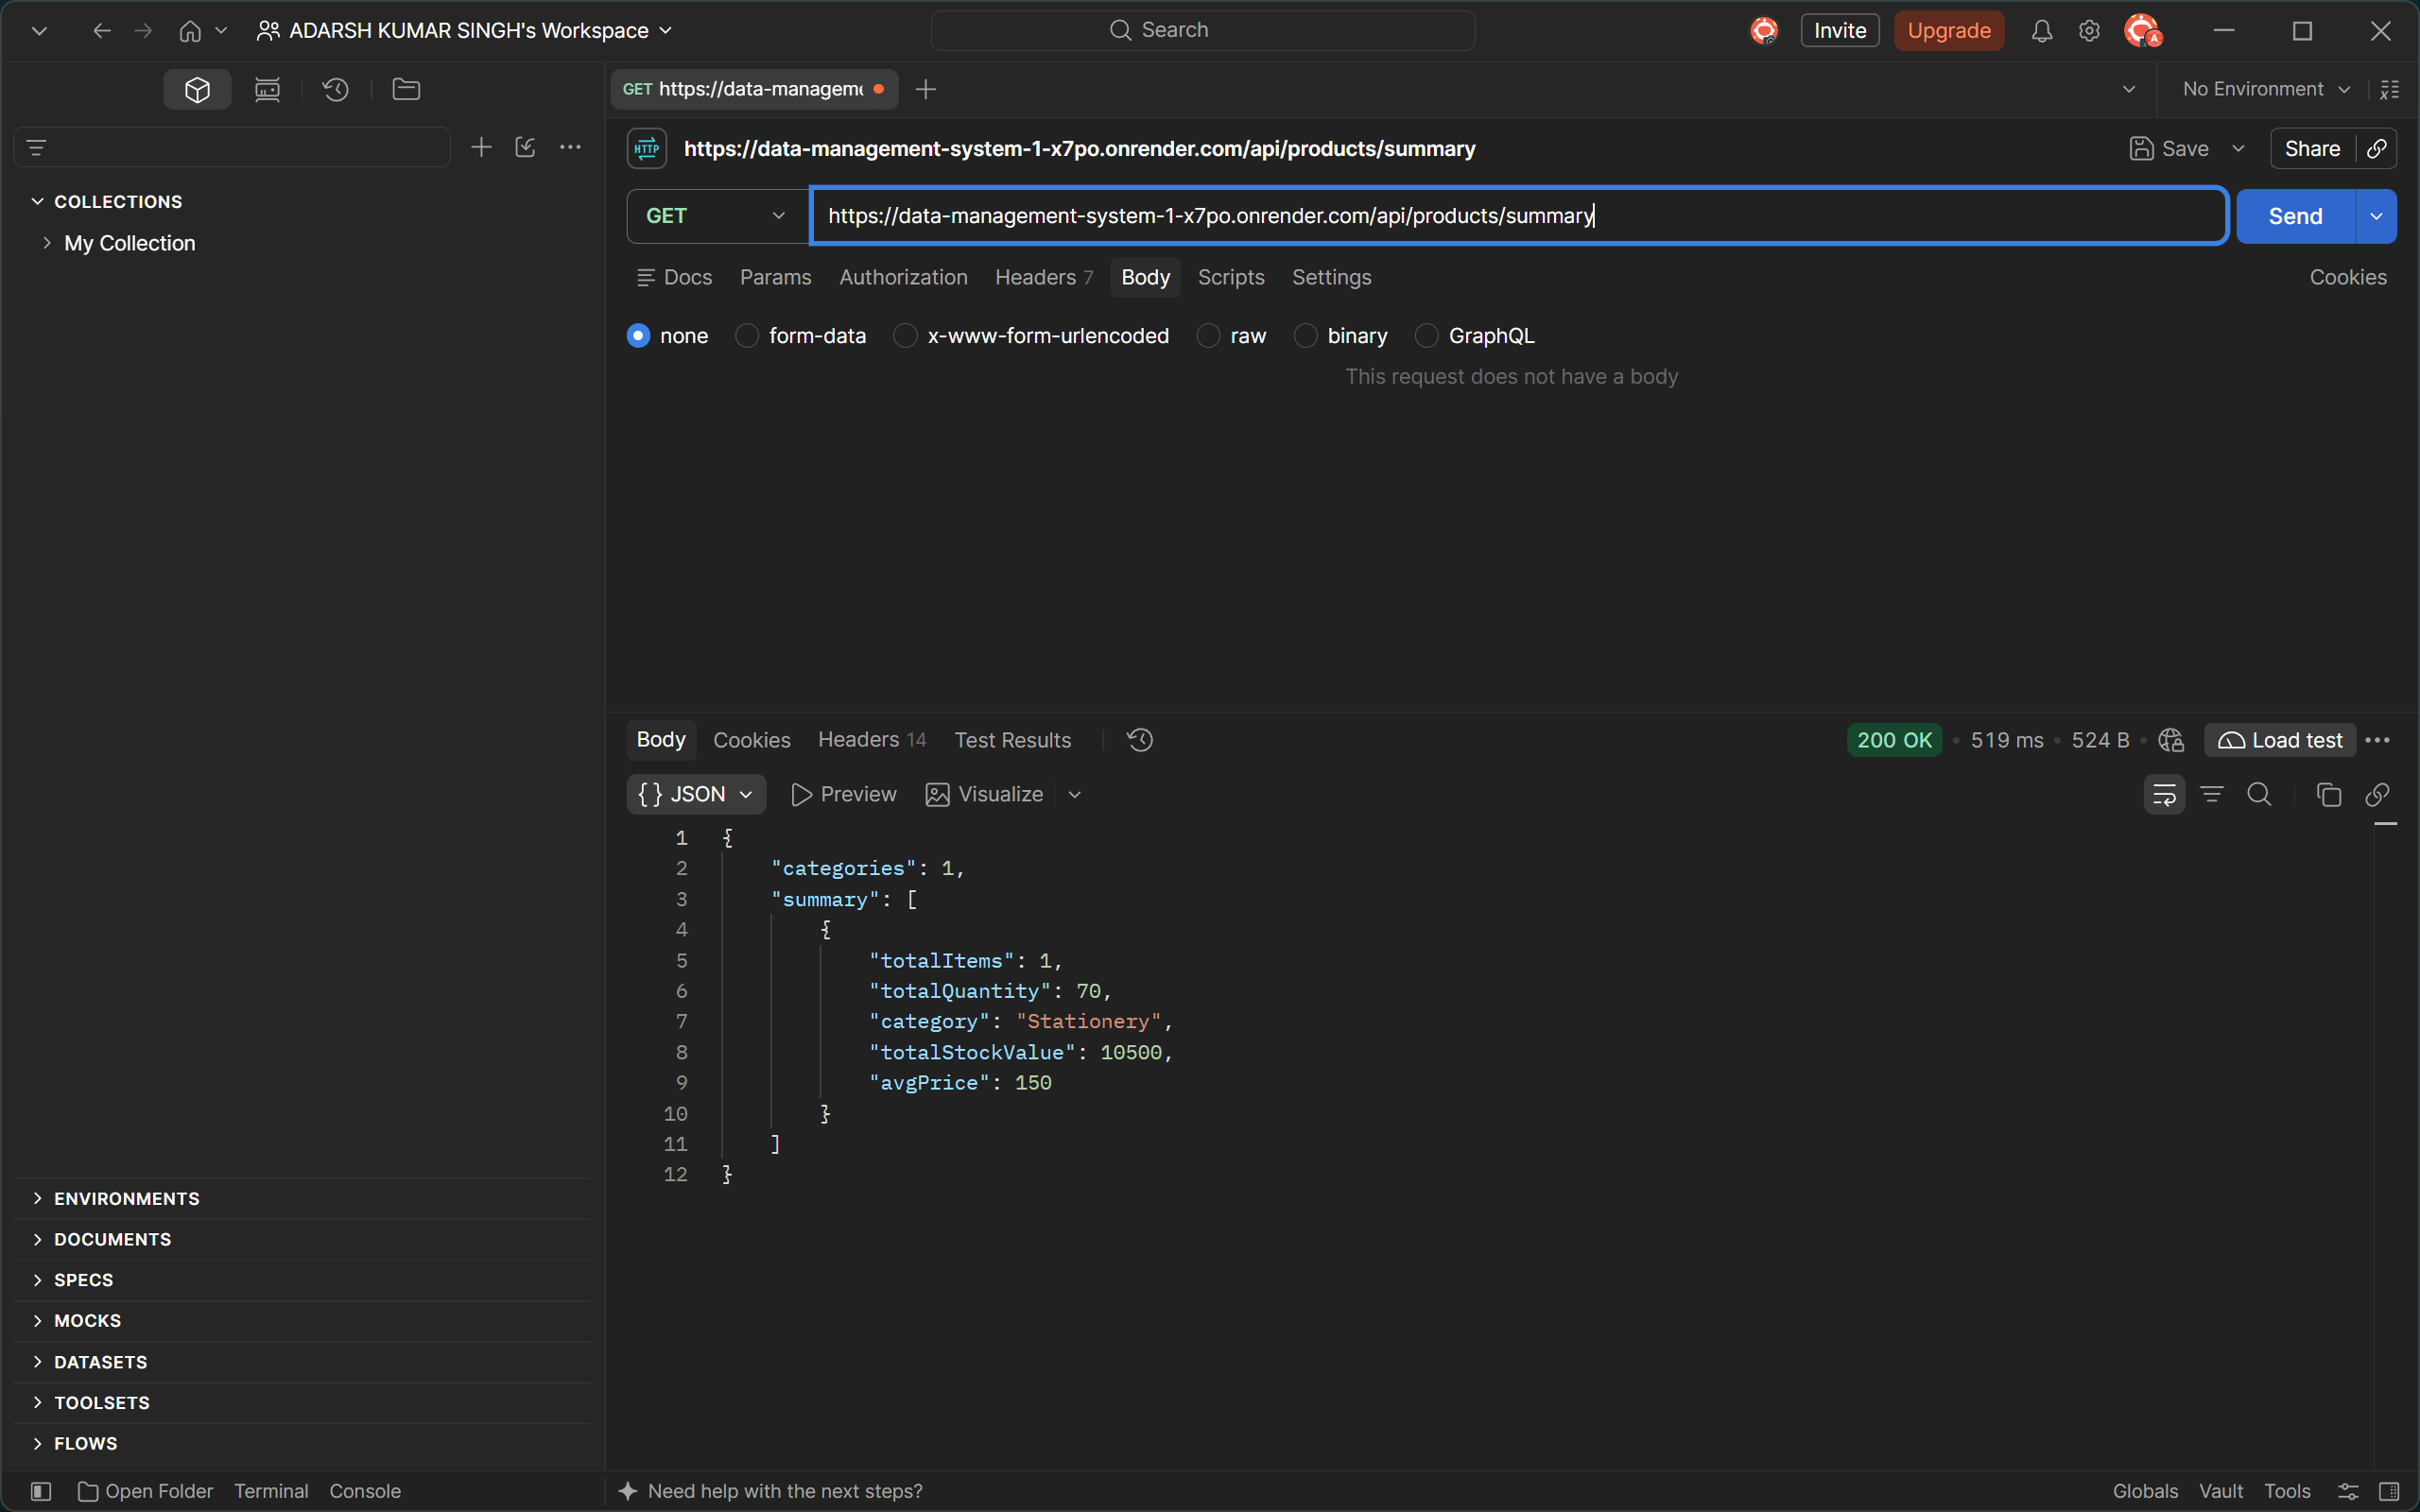 ADARSH KUMAR SINGH's Workspace
Search
Invite
Upgrade
A
GET https://data-managem
No Environment
HTTP
https://data-management-system-1-x7po.onrender.com/api/products/summary
Save
Share
COLLECTIONS
My Collection
GET
https://data-management-system-1-x7po.onrender.com/api/products/summary
Send
Docs Params Authorization Headers 7 Body Scripts Settings
Cookies
none form-data x-www-form-urlencoded raw binary GraphQL
This request does not have a body
Body Cookies Headers 14 Test Results
200 OK • 519 ms • 524 B •
Load test
{} JSON Preview Visualize
1 {
2 "categories": 1,
3 "summary": [
4 {
5 "totalItems": 1,
6 "totalQuantity": 70,
7 "category": "Stationery",
8 "totalStockValue": 10500,
9 "avgPrice": 150
10 }
11 ]
12 }
ENVIRONMENTS
DOCUMENTS
SPECS
MOCKS
DATASETS
TOOLSETS
FLOWS
Open Folder Terminal Console
Need help with the next steps?
Globals Vault Tools